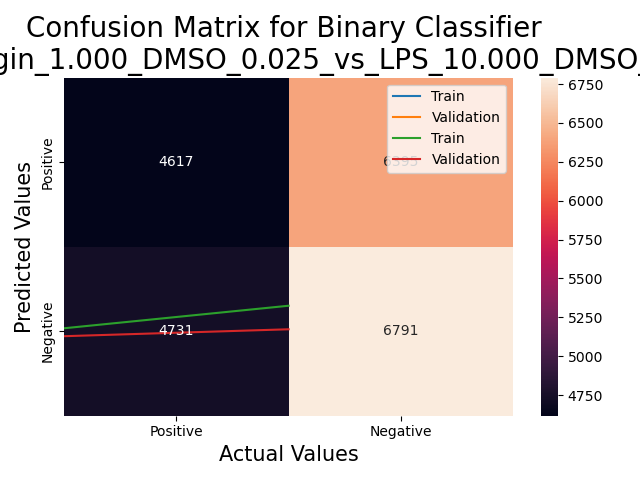 Confusion Matrix for Binary Classifier
gin_1.000_DMSO_0.025_vs_LPS_10.000_DMSO_
Train
Validation
Train
Validation
Predicted Values
Positive
Negative
4617
4731
6791
Positive
Negative
Actual Values
6750
6500
6250
6000
5750
5500
5250
5000
4750